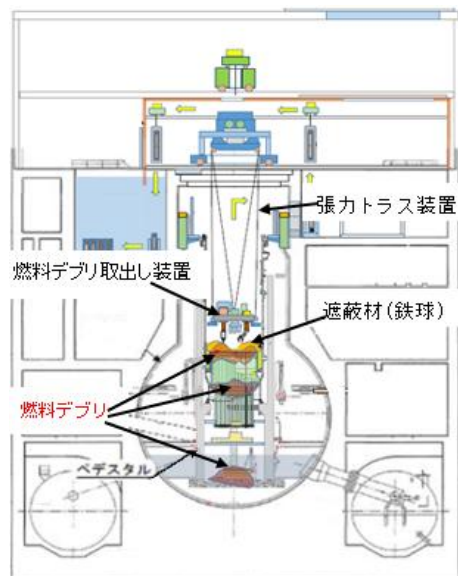 張力トラス装置
燃料デブリ取出し装置
遮蔽材(鉄球)
燃料デブリ
ペデスタル